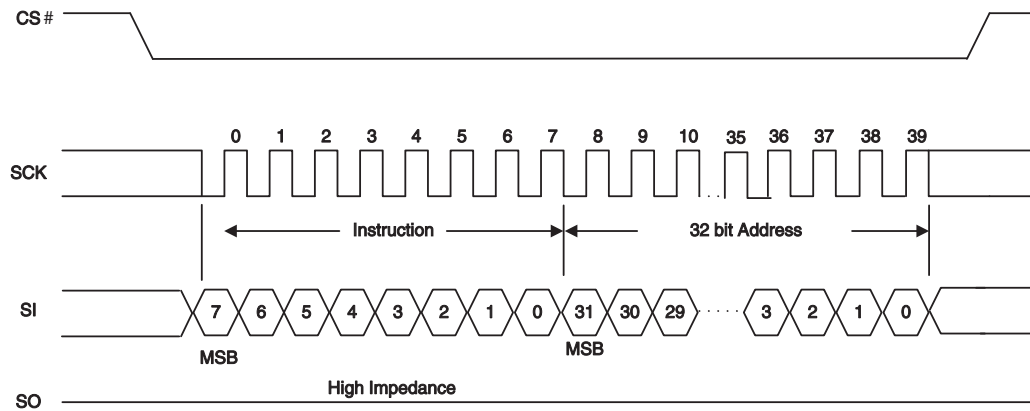 CS #
0 1 2 3 4 5 6 7 8 9 10 35 36 37 38 39
SCK
Instruction 32 bit Address
SI 7 6 5 4 3 2 1 0 31 30 29 ····· 3 2 1 0
MSB MSB
High Impedance
SO